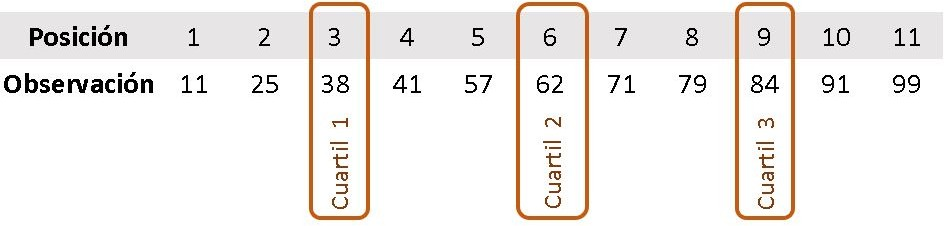 Posición 1 2 3 4 5 6 7 8 9 10 11
Observación 11 25 38 41 57 62 71 79 84 91 99
Cuartil 1
Cuartil 2
Cuartil 3